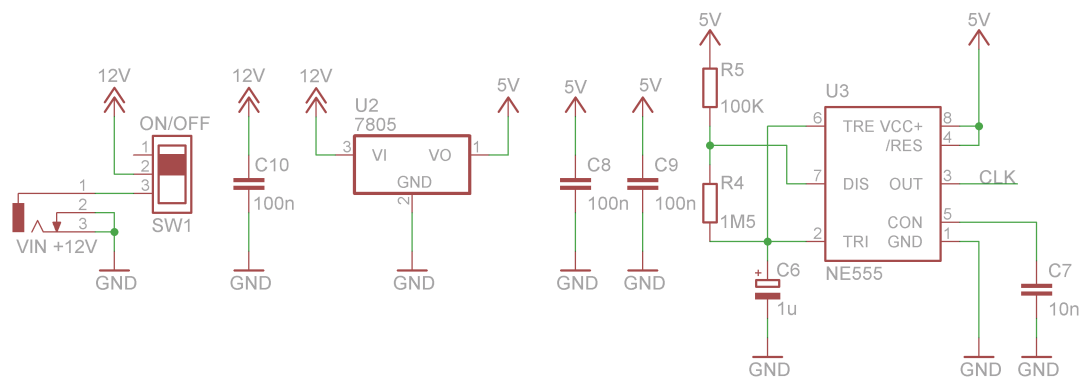 12V
ON/OFF
1
2
3
SW1
1
2
3
VIN +12V
GND
12V
C10
100n
GND
12V
U2
7805
5V
3
VI
VO
1
GND
2
GND
5V
C8
100n
GND
5V
C9
100n
GND
5V
R5
100K
R4
1M5
C6
+
1u
GND
U3
6
TRE
VCC+
8
/RES
4
7
DIS
OUT
3
CLK
CON
5
2
TRI
GND
1
NE555
5V
GND
C7
10n
GND